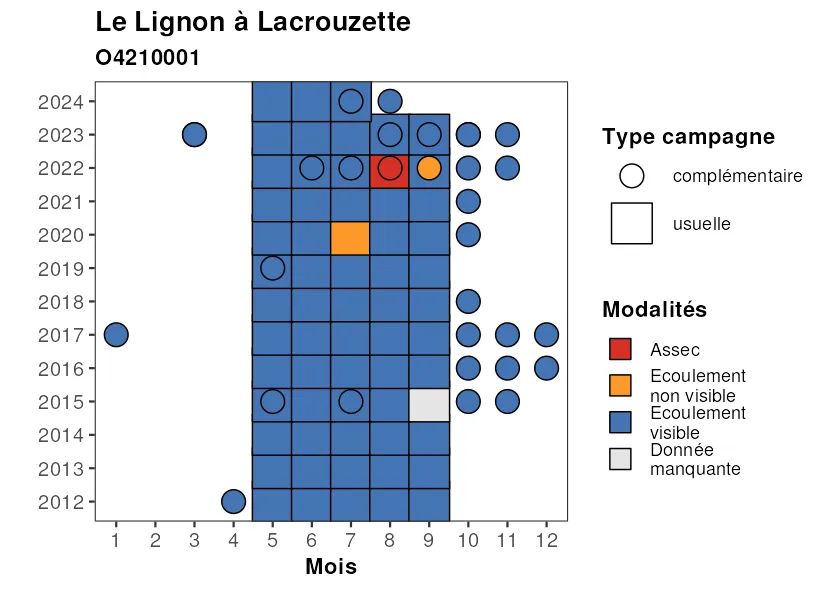 Le Lignon à Lacrouzette
O4210001
2024
2023
2022
2021
2020
2019
2018
2017
2016
2015
2014
2013
2012
1 2 3 4 5 6 7 8 9 10 11 12
Mois
Type campagne
complémentaire
usuelle
Modalités
Assec
Ecoulement
non visible
Ecoulement
visible
Donnée
manquante